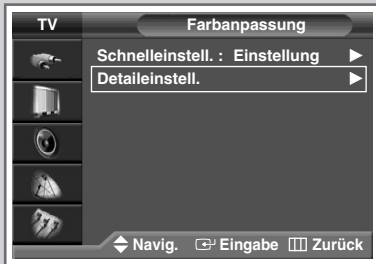 TV
Farbanpassung
Schnelleinstell. : Einstellung
Detaileinstell.
Navig. Eingabe Zurück